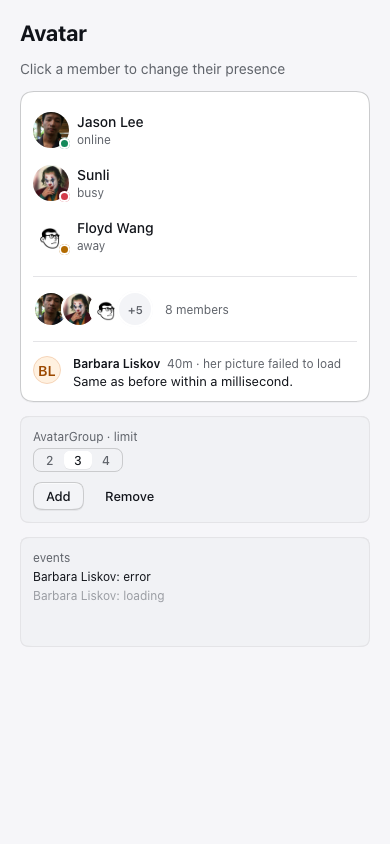 Avatar
Click a member to change their presence
Jason Lee
online
Sunli
busy
Floyd Wang
away
+5 8 members
BL Barbara Liskov 40m · her picture failed to load
Same as before within a millisecond.
AvatarGroup · limit
2 3 4
Add Remove
events
Barbara Liskov: error
Barbara Liskov: loading